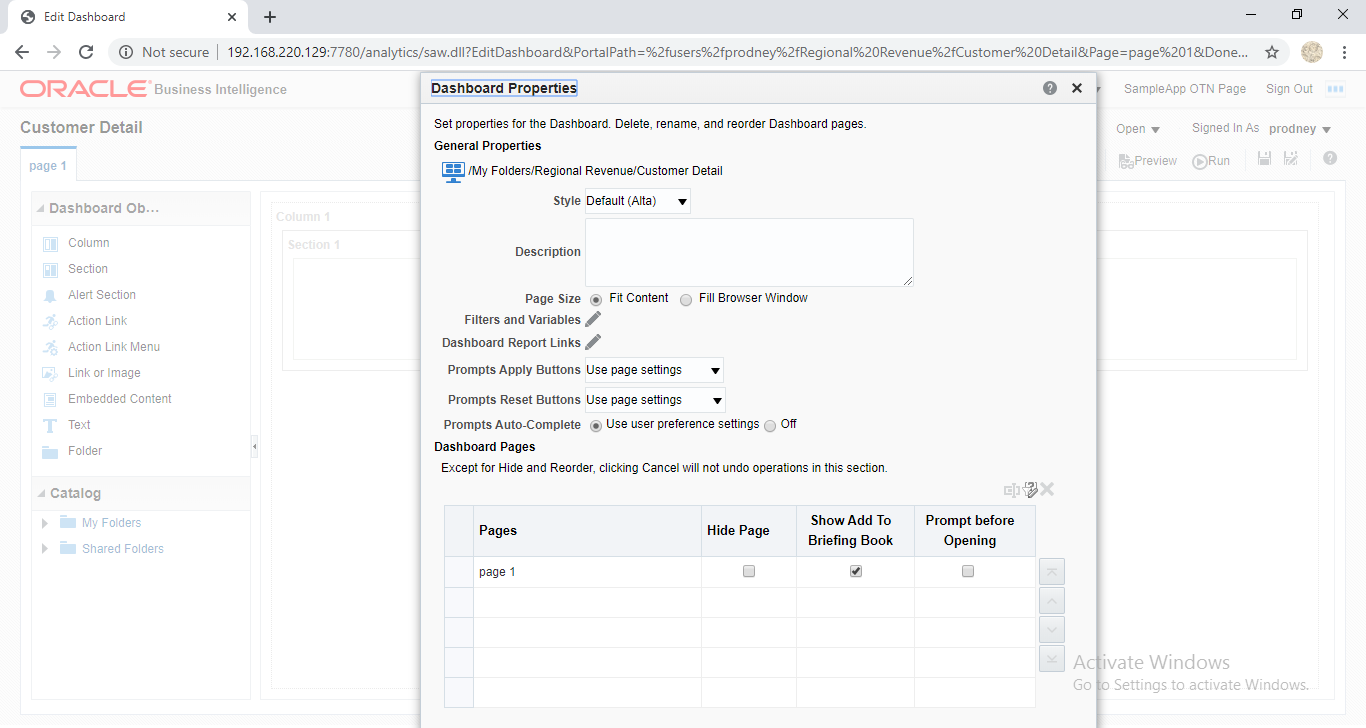 Edit Dashboard
Not secure
192.168.220.129:7780/analytics/saw.dll?EditDashboard&PortalPath=%2fusers%2fprodney%2fRegional%20Revenue%2fCustomer%20Detail&Page=page%201&Done...
ORACLE Business Intelligence
SampleApp OTN Page
Sign Out
Customer Detail
Open
Signed In As prodney
page 1
Preview
Run
Dashboard Ob...
Column
Section
Alert Section
Action Link
Action Link Menu
Link or Image
Embedded Content
Text
Folder
Catalog
My Folders
Shared Folders
Column 1
Section 1
Dashboard Properties
Set properties for the Dashboard. Delete, rename, and reorder Dashboard pages.
General Properties
/My Folders/Regional Revenue/Customer Detail
Style Default (Alta)
Description
Page Size Fit Content Fill Browser Window
Filters and Variables
Dashboard Report Links
Prompts Apply Buttons Use page settings
Prompts Reset Buttons Use page settings
Prompts Auto-Complete Use user preference settings Off
Dashboard Pages
Except for Hide and Reorder, clicking Cancel will not undo operations in this section.
Pages
Hide Page
Show Add To
Briefing Book
Prompt before
Opening
page 1
Activate Windows
Go to Settings to activate Windows.